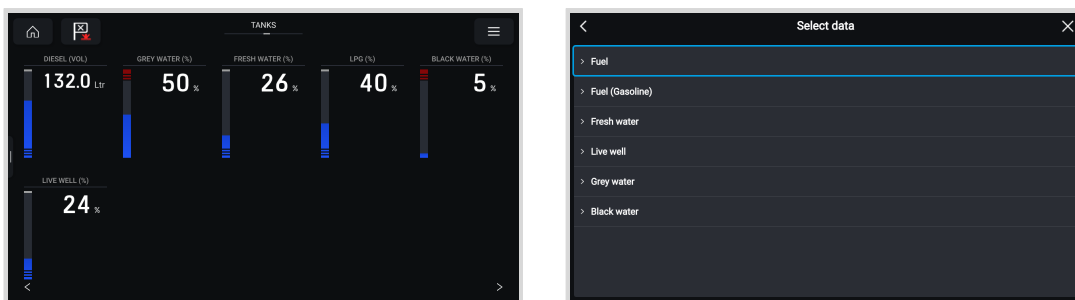 TANKS
DIESEL (VOL)
132.0 Ltr
GREY WATER (%)
50 %
FRESH WATER (%)
26 %
LPG (%)
40 %
BLACK WATER (%)
5 %
LIVE WELL (%)
24 %
Select data
Fuel
Fuel (Gasoline)
Fresh water
Live well
Grey water
Black water